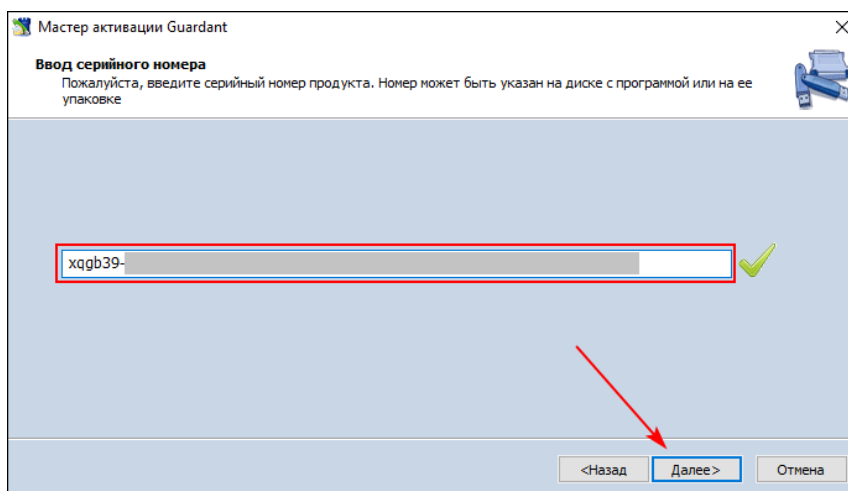 Мастер активации Guardant
Ввод серийного номера
Пожалуйста, введите серийный номер продукта. Номер может быть указан на диске с программой или на ее
упаковке
xqgb39-
<Назад
Далее>
Отмена